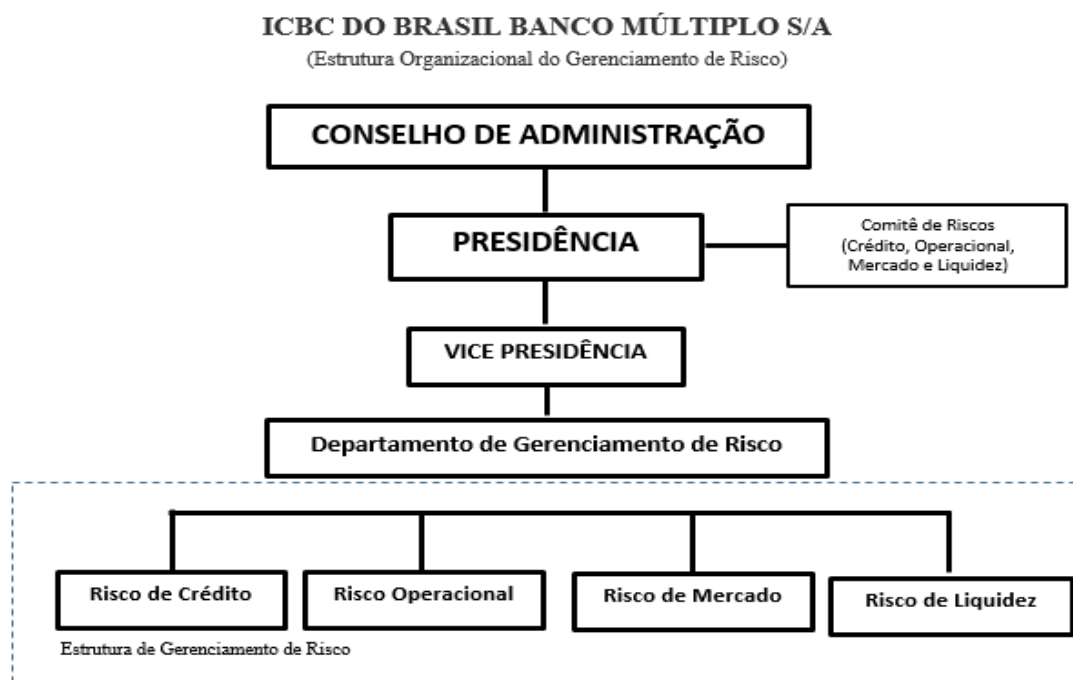 ICBC DO BRASIL BANCO MÚLTIPLO S/A
(Estrutura Organizacional do Gerenciamento de Risco)
CONSELHO DE ADMINISTRAÇÃO
PRESIDÊNCIA
Comitê de Riscos
(Crédito, Operacional,
Mercado e Liquidez)
VICE PRESIDÊNCIA
Departamento de Gerenciamento de Risco
Risco de Crédito
Risco Operacional
Risco de Mercado
Risco de Liquidez
Estrutura de Gerenciamento de Risco